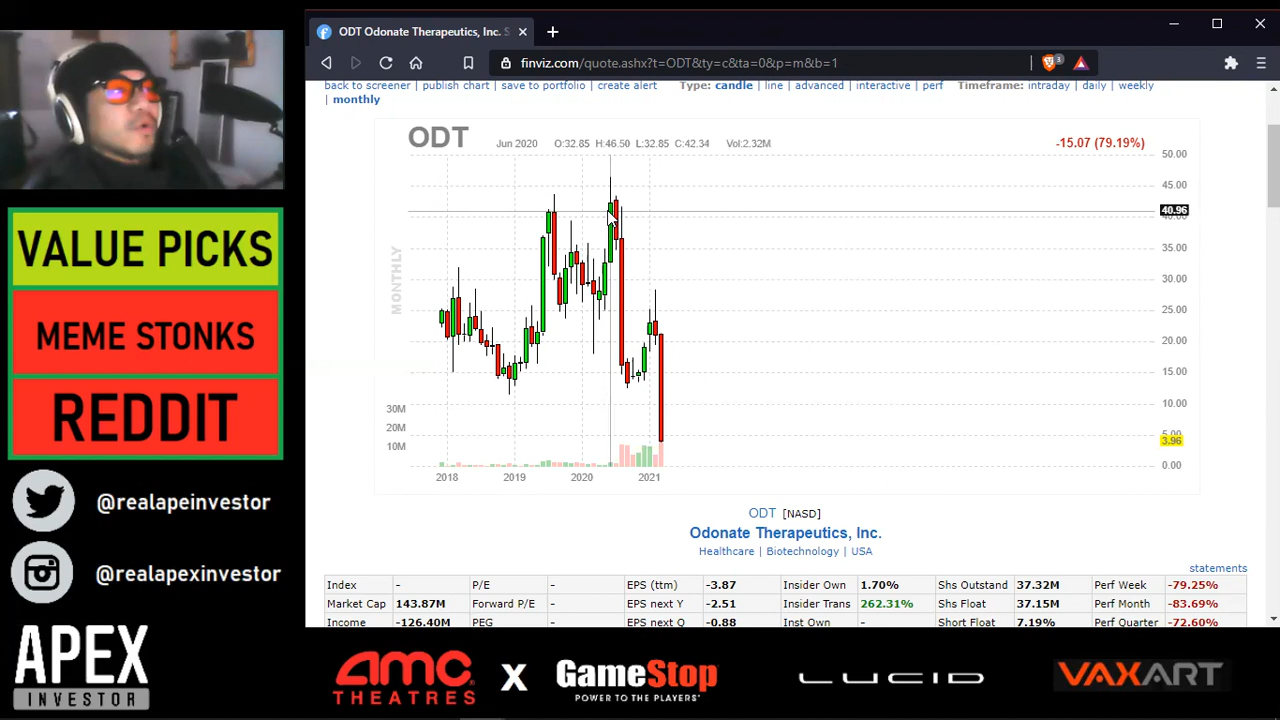 ODT Odonate Therapeutics, Inc. S
finviz.com/quote.ashx?t=ODT&ty=c&ta=0&p=m&b=1
3
back to screener | publish chart | save to portfolio | create alert
Type: candle | line | advanced | interactive | perf
Timeframe: intraday | daily | weekly
| monthly
ODT
Jun 2020 O:32.85 H:46.50 L:32.85 C:42.34 Vol:2.32M
-15.07 (79.19%)
50.00
45.00
40.96
35.00
30.00
25.00
20.00
15.00
10.00
5.00
3.96
0.00
MONTHLY
30M
20M
10M
2018 2019 2020 2021
ODT [NASD]
Odonate Therapeutics, Inc.
Healthcare | Biotechnology | USA
statements
Index - P/E - EPS (ttm) -3.87 Insider Own 1.70% Shs Outstand 37.32M Perf Week -79.25%
Market Cap 143.87M Forward P/E - EPS next Y -2.51 Insider Trans 262.31% Shs Float 37.15M Perf Month -83.69%
Income -126.40M PEG - EPS next Q -0.88 Inst Own - Short Float 7.19% Perf Quarter -72.60%
VALUE PICKS
MEME STONKS
REDDIT
@realapeinvestor
@realapexinvestor
APEX
INVESTOR
amc
THEATRES
X
GameStop
POWER TO THE PLAYERS'
LUCID
VAXART